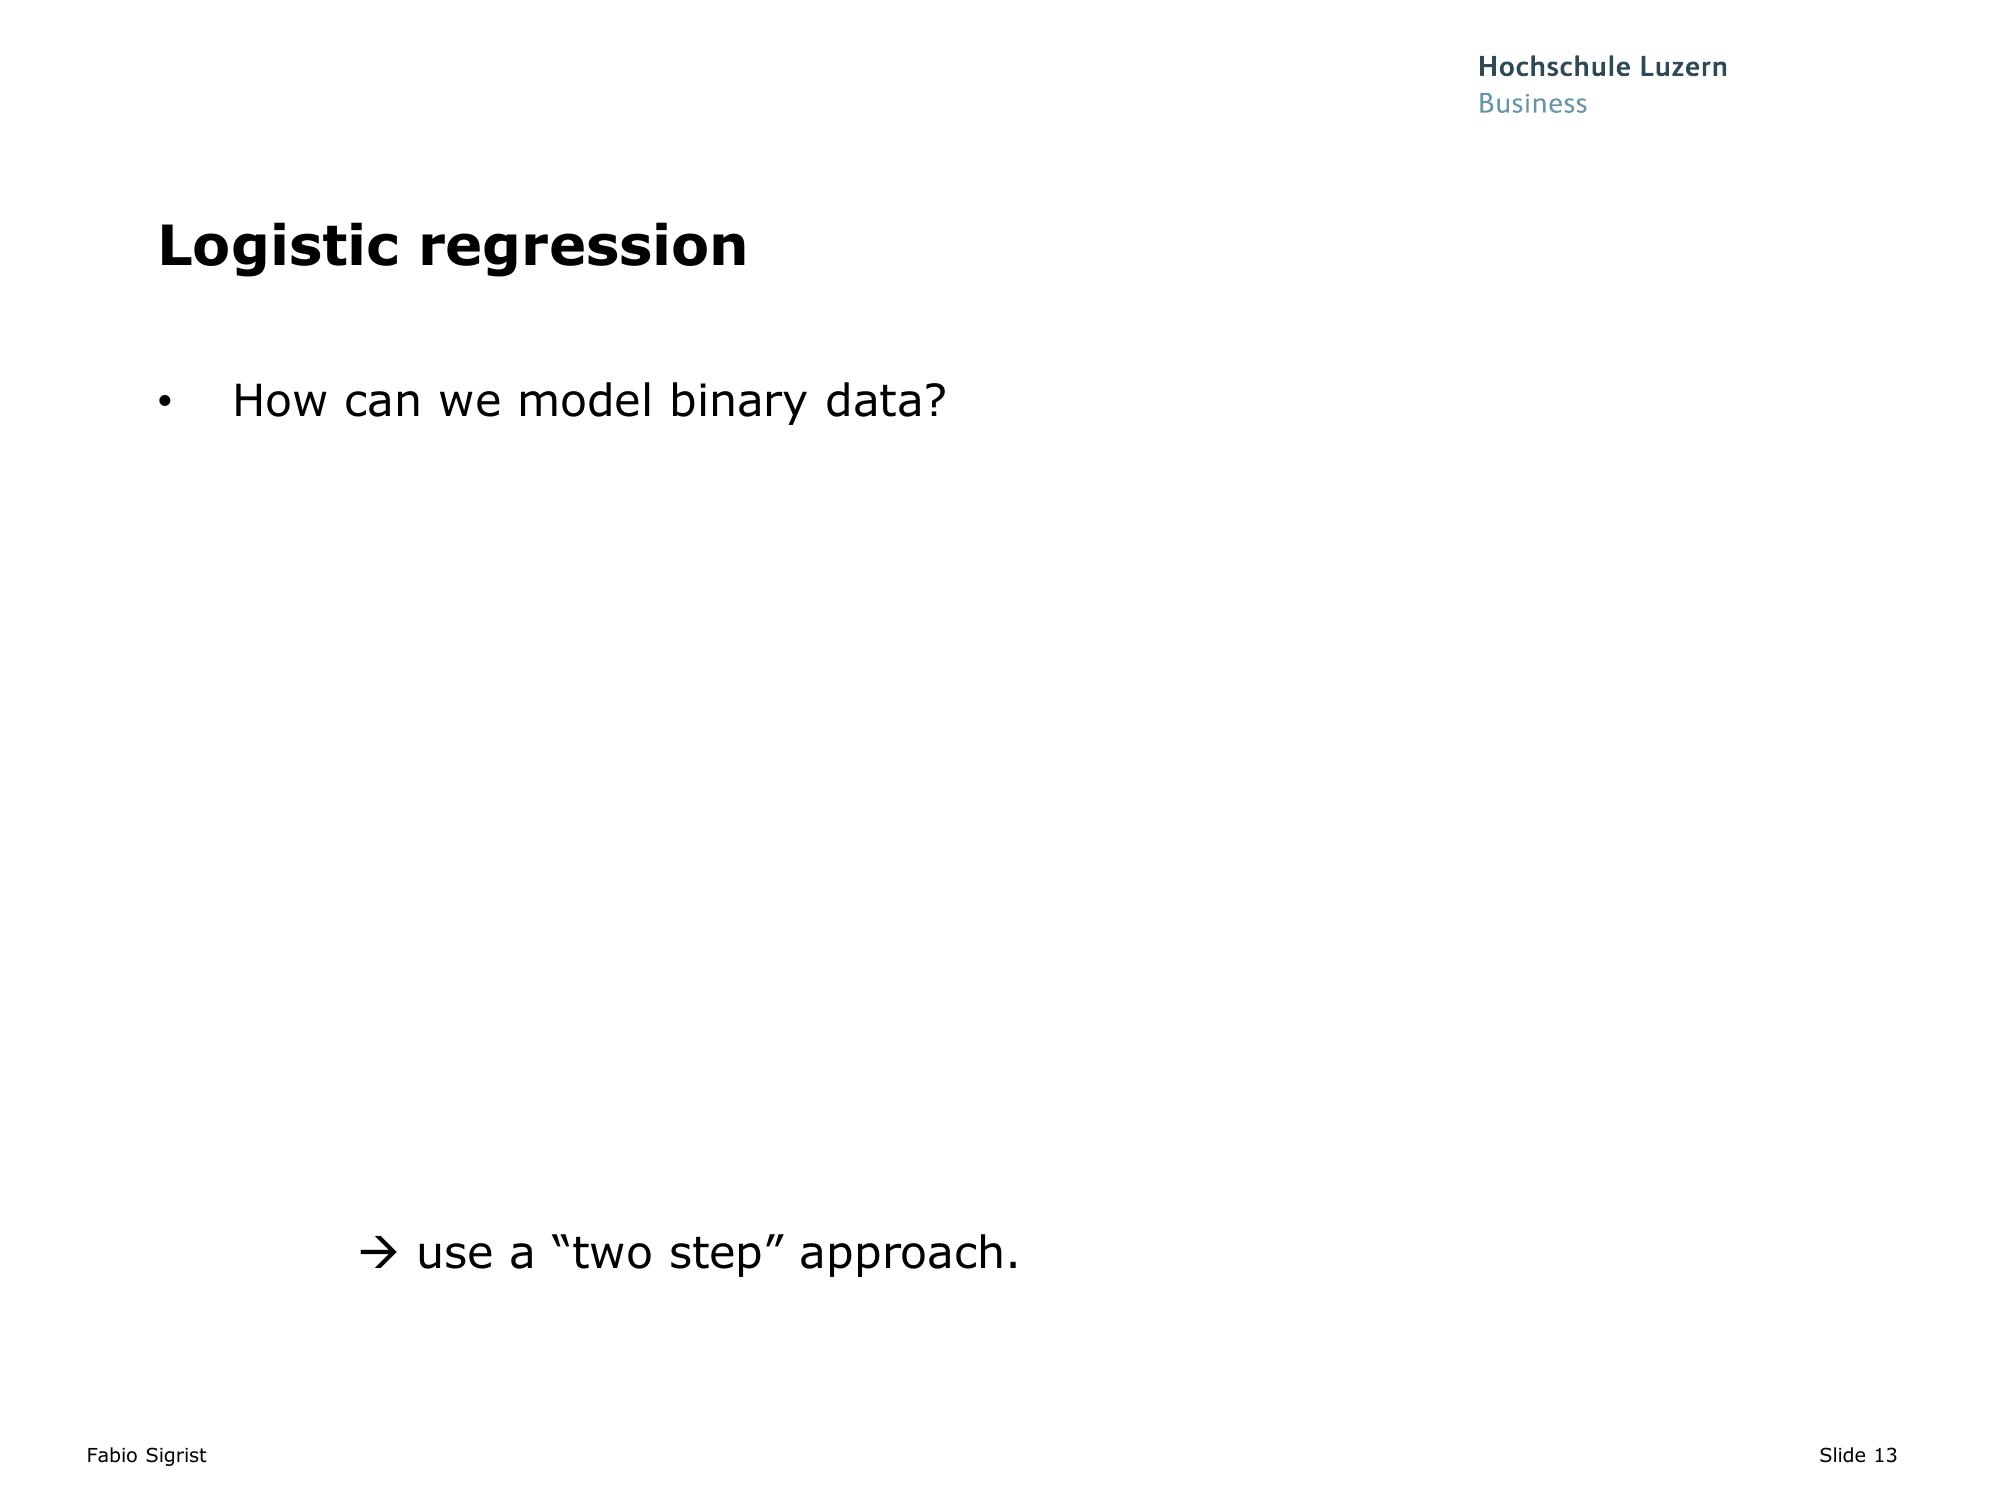 Hochschule Luzern
Business
Logistic regression
• How can we model binary data?
→ use a “two step” approach.
Fabio Sigrist
Slide 13